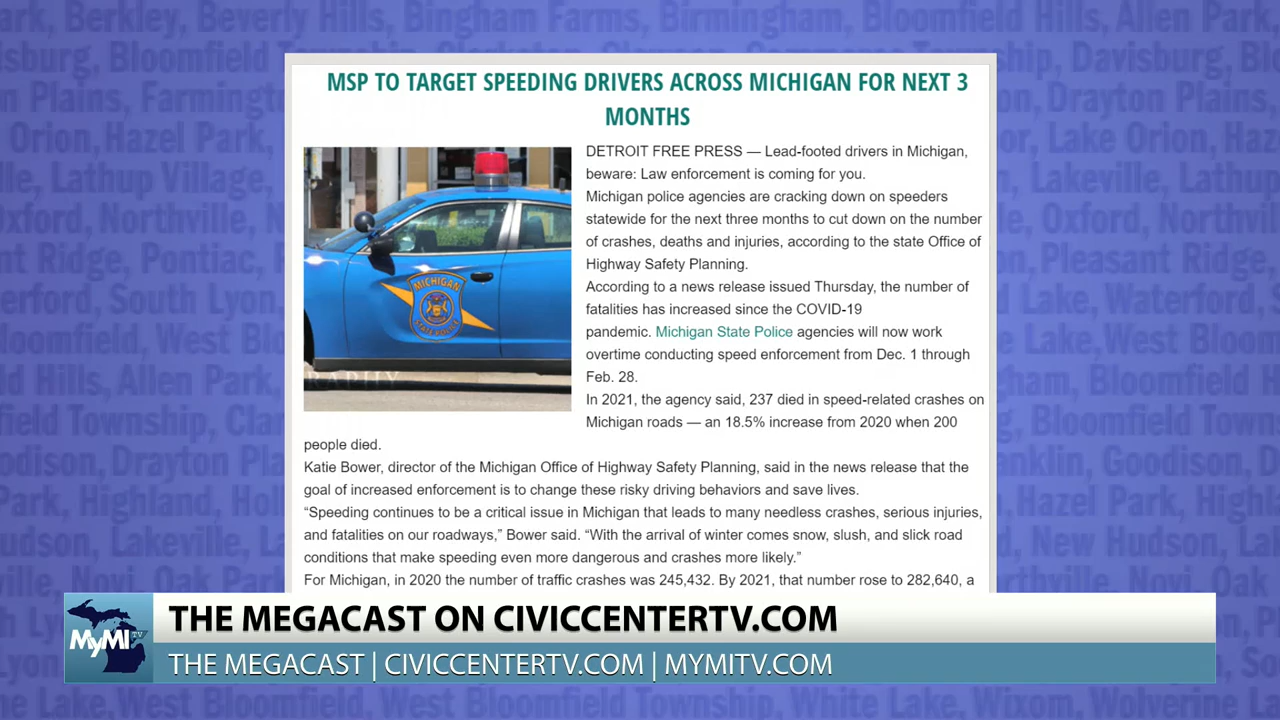 MSP TO TARGET SPEEDING DRIVERS ACROSS MICHIGAN FOR NEXT 3
MONTHS
DETROIT FREE PRESS — Lead-footed drivers in Michigan,
beware: Law enforcement is coming for you.
Michigan police agencies are cracking down on speeders
statewide for the next three months to cut down on the number
of crashes, deaths and injuries, according to the state Office of
Highway Safety Planning.
According to a news release issued Thursday, the number of
fatalities has increased since the COVID-19
pandemic. Michigan State Police agencies will now work
overtime conducting speed enforcement from Dec. 1 through
Feb. 28.
In 2021, the agency said, 237 died in speed-related crashes on
Michigan roads — an 18.5% increase from 2020 when 200
people died.
Katie Bower, director of the Michigan Office of Highway Safety Planning, said in the news release that the
goal of increased enforcement is to change these risky driving behaviors and save lives.
“Speeding continues to be a critical issue in Michigan that leads to many needless crashes, serious injuries,
and fatalities on our roadways,” Bower said. “With the arrival of winter comes snow, slush, and slick road
conditions that make speeding even more dangerous and crashes more likely.”
For Michigan, in 2020 the number of traffic crashes was 245,432. By 2021, that number rose to 282,640, a
MICHIGAN
STATE POLICE
RAPHY
MyMI TV
THE MEGACAST ON CIVICCENTERTV.COM
THE MEGACAST | CIVICCENTERTV.COM | MYMITV.COM